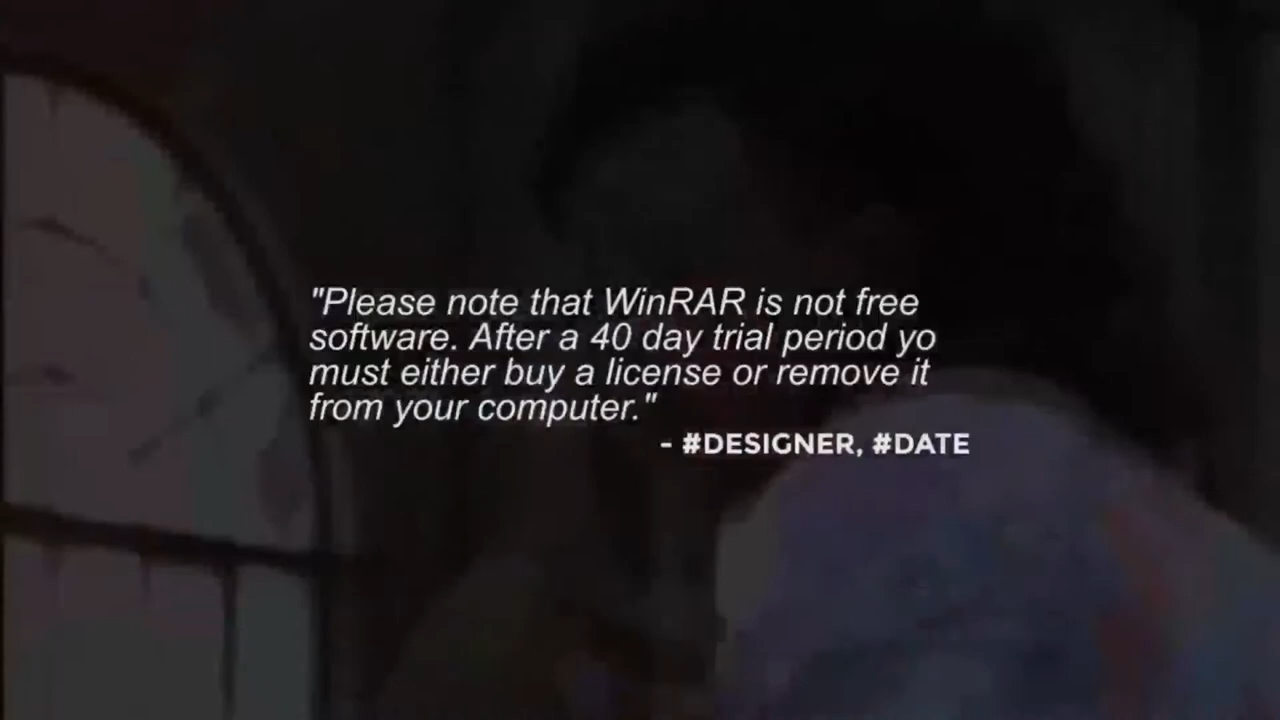 "Please note that WinRAR is not free
software. After a 40 day trial period yo
must either buy a license or remove it
from your computer."
- #DESIGNER, #DATE